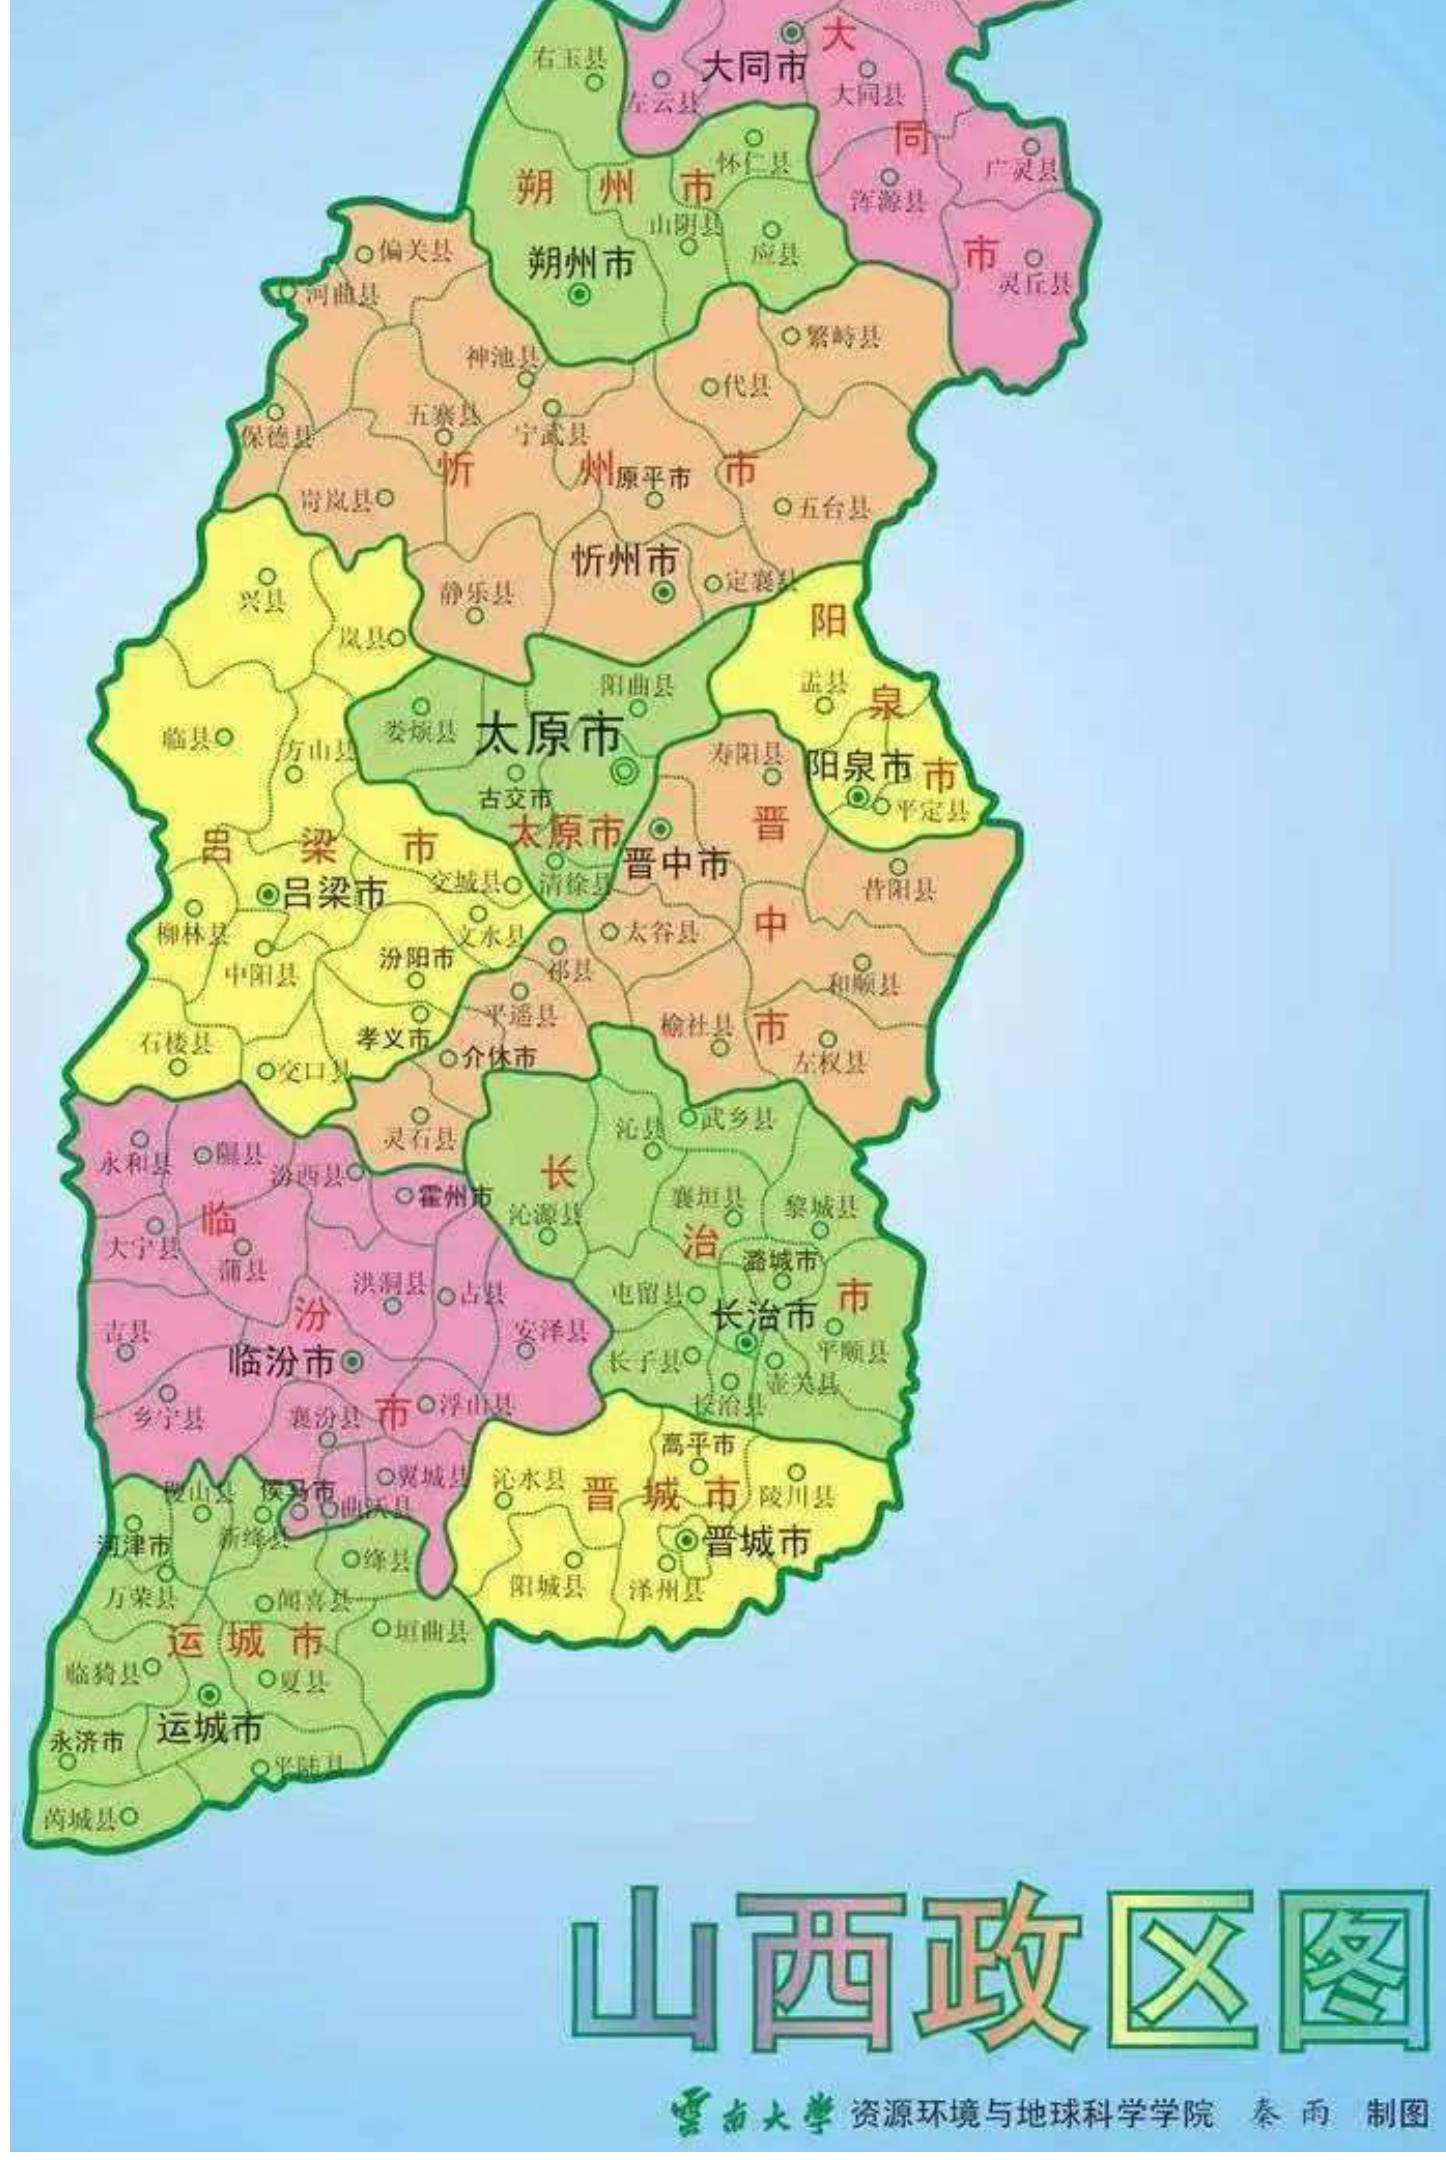 大
大同市
右玉县
左云县
大同县
同
广灵县
怀仁县
浑源县
朔 州 市
山阴县
应县
市
灵丘县
朔州市
偏关县
河曲县
繁峙县
神池县
代县
五寨县
宁武县
保德县
忻 州 市
原平市
岢岚县
五台县
忻州市
定襄县
静乐县
兴县
岚县
阳
阳曲县
盂县
泉
娄烦县
太原市
临县
方山县
寿阳县
阳泉市
市
古交市
平定县
太原市
晋
吕 梁 市
晋中市
交城县
清徐县
昔阳县
吕梁市
柳林县
文水县
太谷县
中
汾阳市
中阳县
祁县
和顺县
平遥县
孝义市
榆社县
市
石楼县
介休市
左权县
交口县
灵石县
沁县
武乡县
永和县
隰县
汾西县
长
霍州市
沁源县
襄垣县
黎城县
临
大宁县
蒲县
治
潞城市
洪洞县
古县
屯留县
市
汾
长治市
吉县
安泽县
平顺县
临汾市
长子县
壶关县
乡宁县
襄汾县
市
浮山县
长治县
高平市
翼城县
沁水县
晋 城 市
陵川县
稷山县
侯马市
曲沃县
河津市
新绛县
晋城市
绛县
阳城县
泽州县
万荣县
闻喜县
运 城 市
垣曲县
临猗县
夏县
运城市
永济市
平陆县
芮城县
山西政区图
雲南大学 资源环境与地球科学学院 秦雨 制图